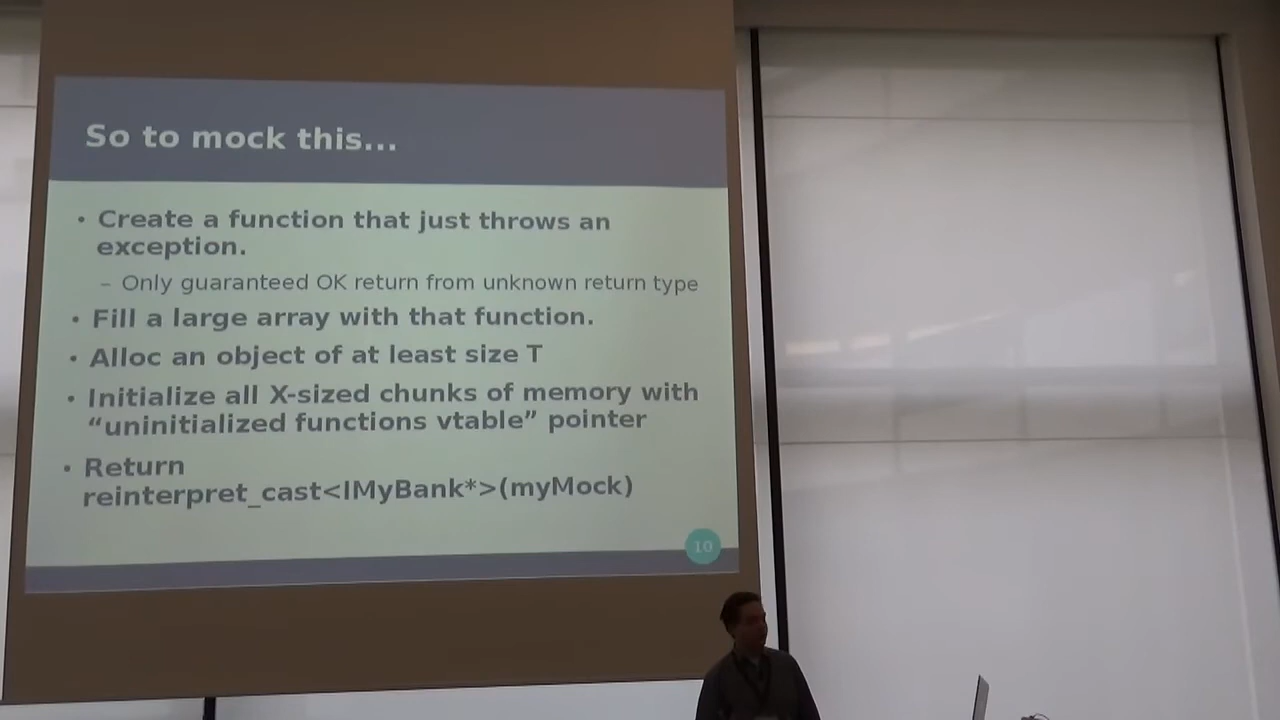 So to mock this...
• Create a function that just throws an
exception.
– Only guaranteed OK return from unknown return type
• Fill a large array with that function.
• Alloc an object of at least size T
• Initialize all X-sized chunks of memory with
“uninitialized functions vtable” pointer
• Return
reinterpret_cast<IMyBank*>(myMock)
10